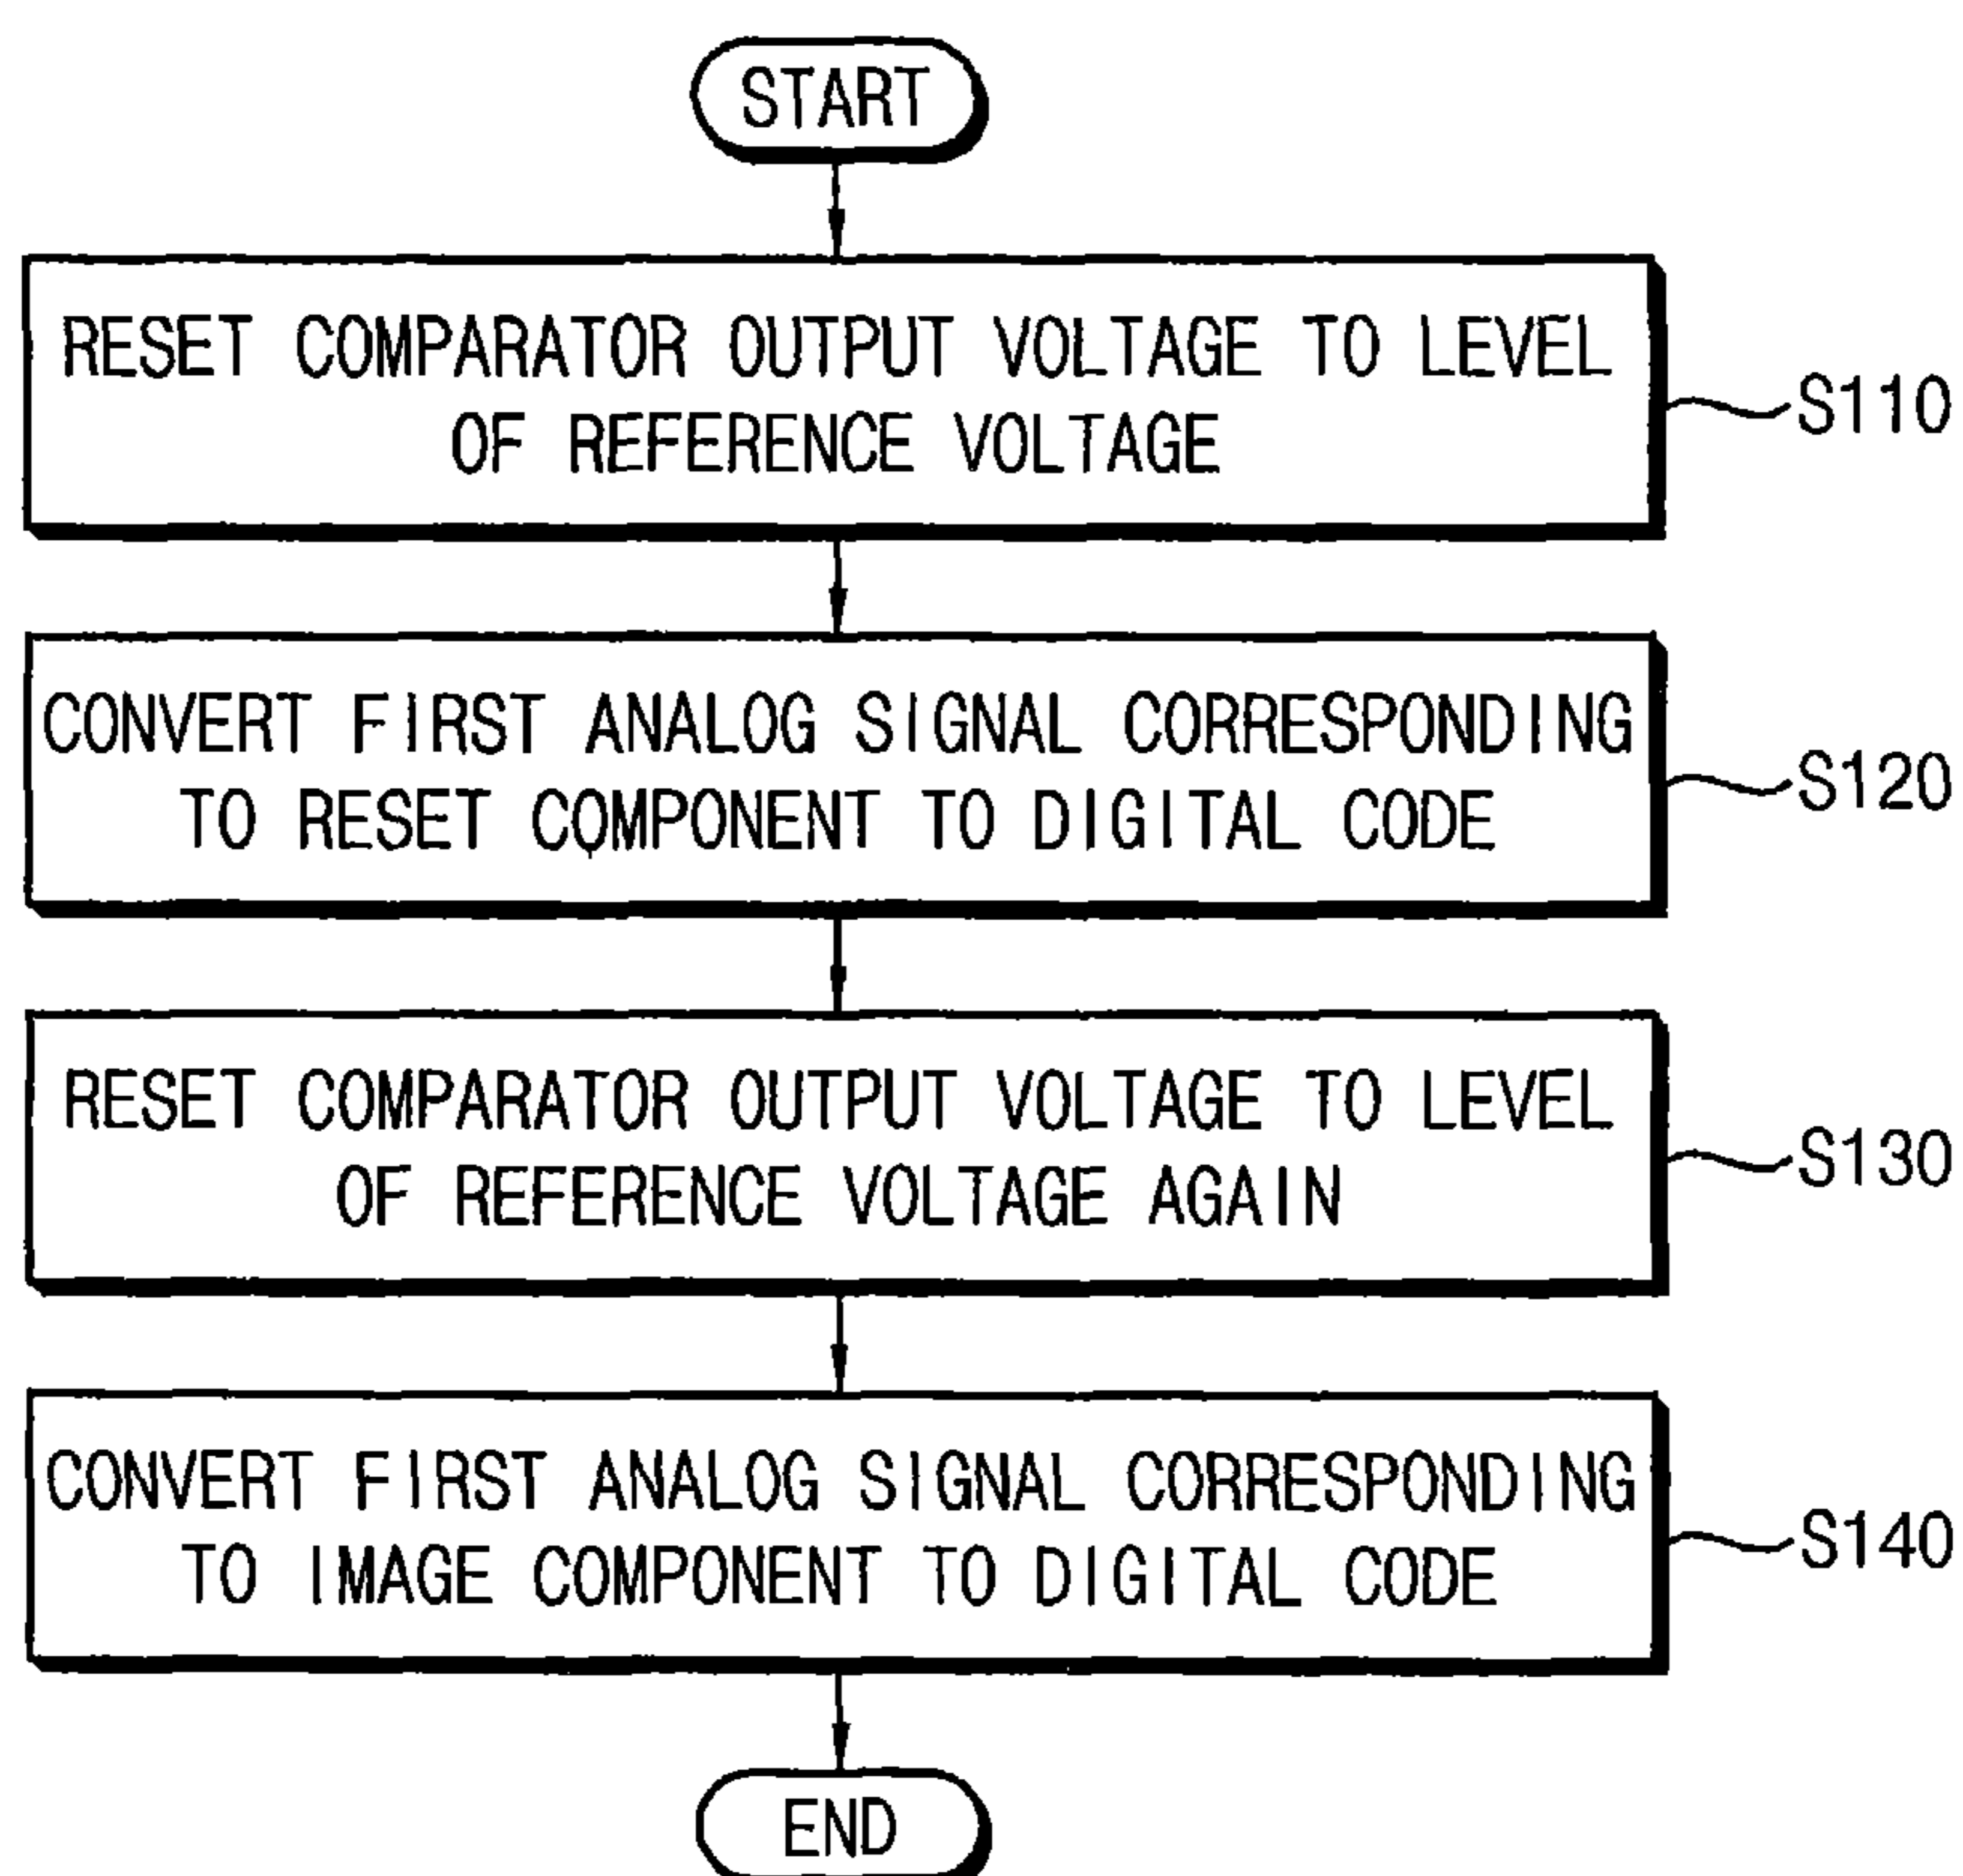 START
RESET COMPARATOR OUTPUT VOLTAGE TO LEVEL
OF REFERENCE VOLTAGE
S110
CONVERT FIRST ANALOG SIGNAL CORRESPONDING
TO RESET COMPONENT TO DIGITAL CODE
S120
RESET COMPARATOR OUTPUT VOLTAGE TO LEVEL
OF REFERENCE VOLTAGE AGAIN
S130
CONVERT FIRST ANALOG SIGNAL CORRESPONDING
TO IMAGE COMPONENT TO DIGITAL CODE
S140
END